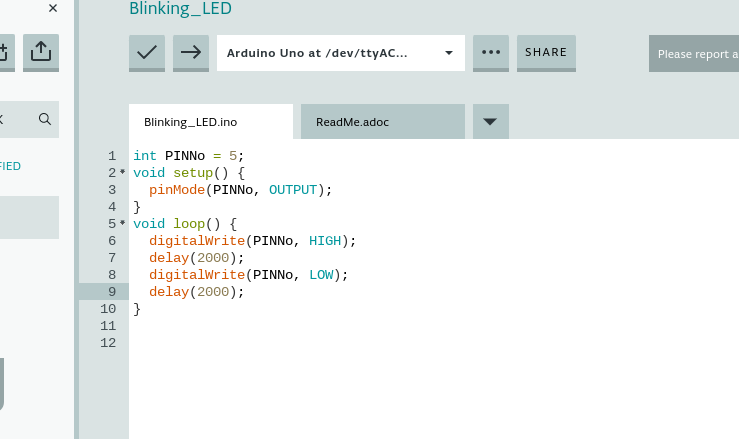 Blinking_LED
Arduino Uno at /dev/ttyAC...
SHARE
Please report a
Blinking_LED.ino
ReadMe.adoc
FIED
1 int PINNo = 5;
2 void setup() {
3   pinMode(PINNo, OUTPUT);
4 }
5 void loop() {
6   digitalWrite(PINNo, HIGH);
7   delay(2000);
8   digitalWrite(PINNo, LOW);
9   delay(2000);
10 }
11
12